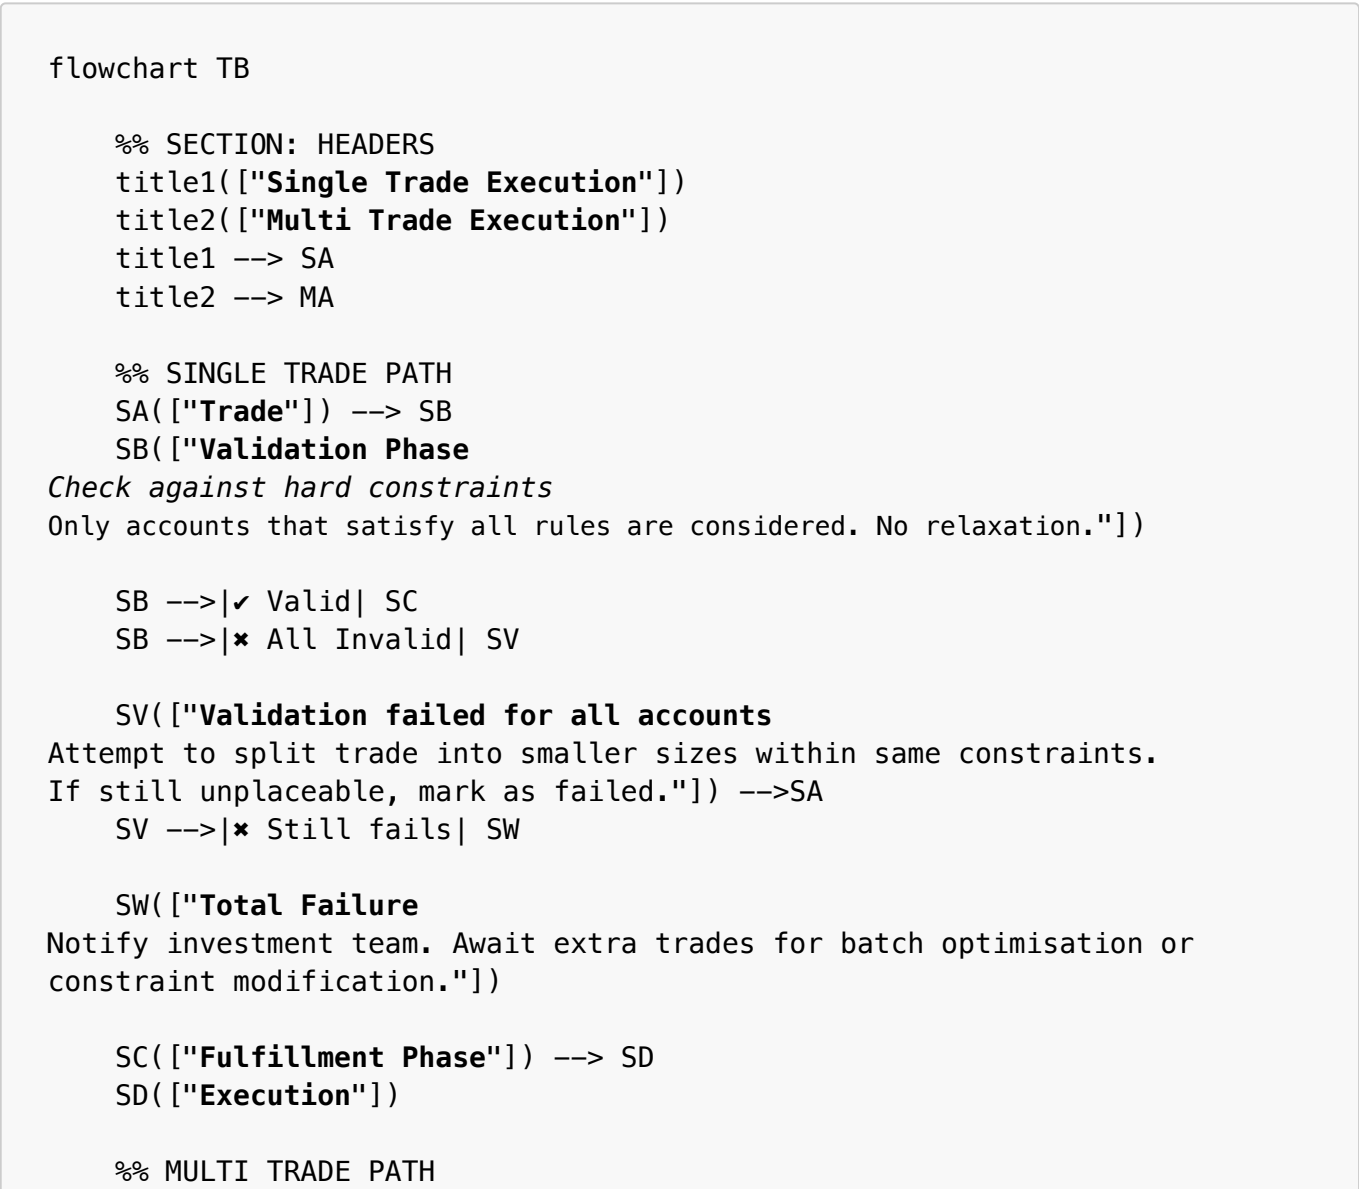 flowchart TB
%% SECTION: HEADERS
title1(["Single Trade Execution"])
title2(["Multi Trade Execution"])
title1 --> SA
title2 --> MA
%% SINGLE TRADE PATH
SA(["Trade"]) --> SB
SB(["Validation Phase
Check against hard constraints
Only accounts that satisfy all rules are considered. No relaxation."])
SB -->|✔ Valid| SC
SB -->|✖ All Invalid| SV
SV(["Validation failed for all accounts
Attempt to split trade into smaller sizes within same constraints.
If still unplaceable, mark as failed."]) -->SA
SV -->|✖ Still fails| SW
SW(["Total Failure
Notify investment team. Await extra trades for batch optimisation or
constraint modification."])
SC(["Fulfillment Phase"]) --> SD
SD(["Execution"])
%% MULTI TRADE PATH